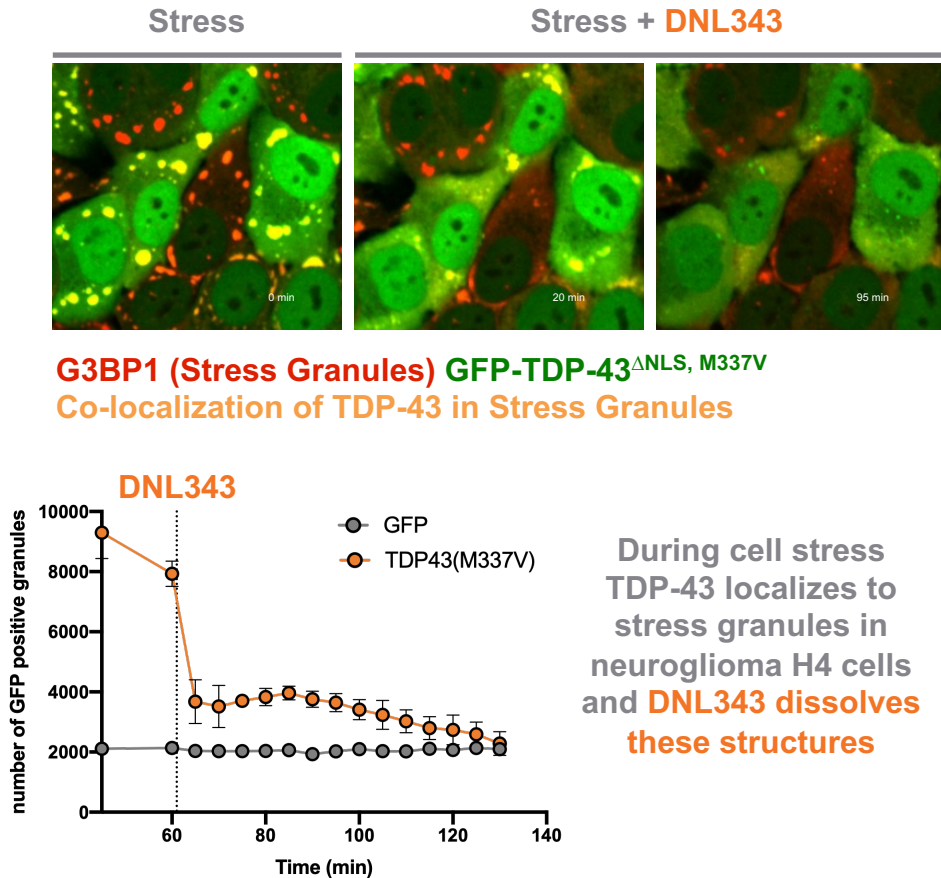 Stress
Stress + DNL343
0 min
20 min
95 min
G3BP1 (Stress Granules) GFP-TDP-43ΔNLS, M337V
Co-localization of TDP-43 in Stress Granules
DNL343
number of GFP positive granules
10000
8000
6000
4000
2000
0
60
80
100
120
140
Time (min)
GFP
TDP43(M337V)
During cell stress
TDP-43 localizes to
stress granules in
neuroglioma H4 cells
and DNL343 dissolves
these structures